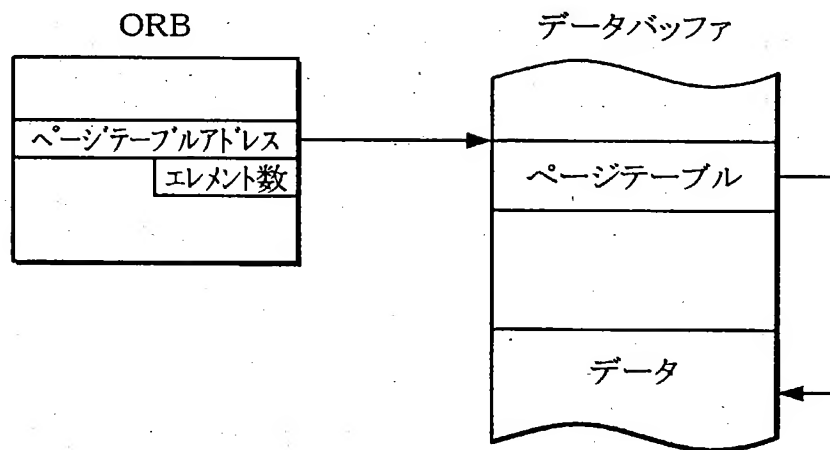 ORB
データバッファ
ページテーブルアドレス
エレメント数
ページテーブル
データ